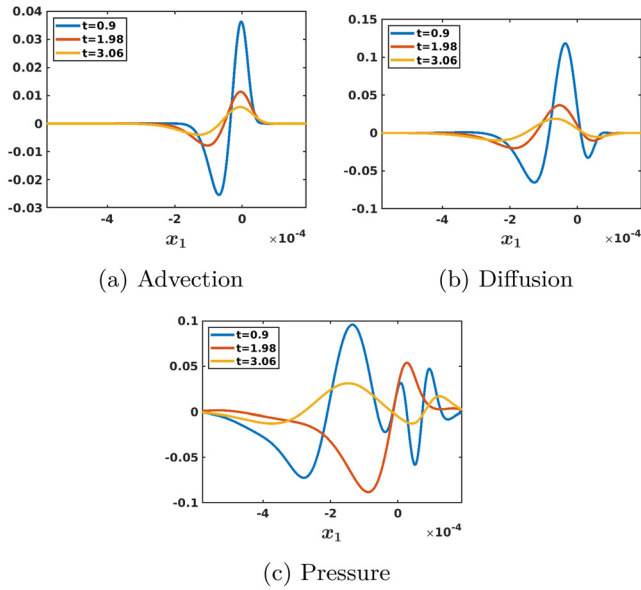 0.04
0.03
0.02
0.01
0
-0.01
-0.02
-0.03
t=0.9
t=1.98
t=3.06
-4
-2
0
x₁
×10⁻⁴
(a) Advection
0.15
0.1
0.05
0
-0.05
-0.1
t=0.9
t=1.98
t=3.06
-4
-2
0
x₁
×10⁻⁴
(b) Diffusion
0.1
0.05
0
-0.05
-0.1
t=0.9
t=1.98
t=3.06
-4
-2
0
x₁
×10⁻⁴
(c) Pressure